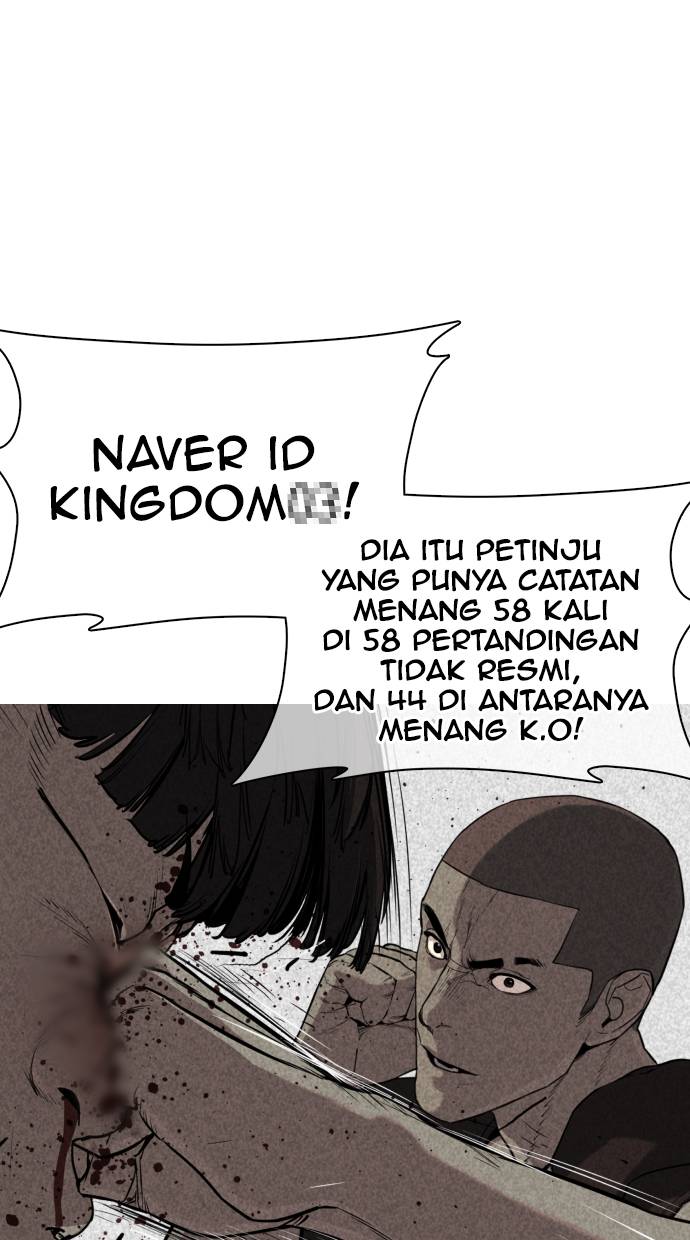 NAVER ID
KINGDOM !
DIA ITU PETINJU
YANG PUNYA CATATAN
MENANG 58 KALI
DI 58 PERTANDINGAN
TIDAK RESMI,
DAN 44 DI ANTARANYA
MENANG K.O!